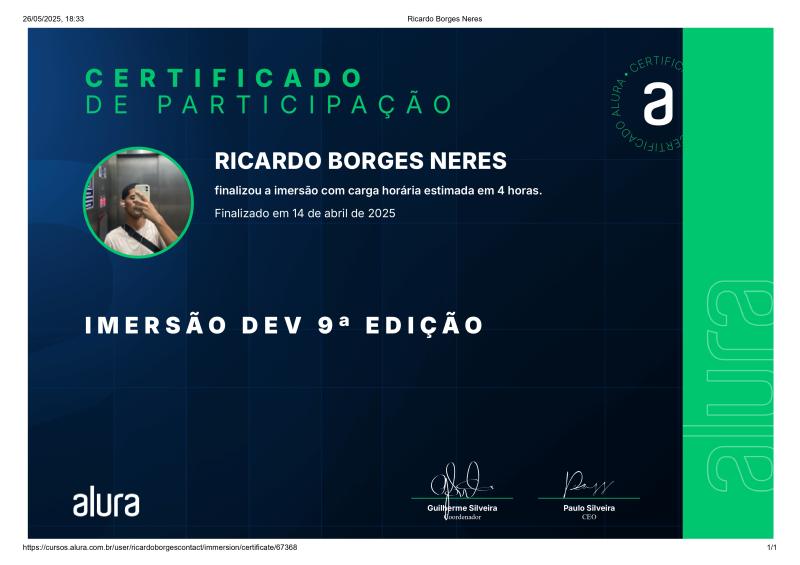 26/05/2025, 18:33
Ricardo Borges Neres
CERTIFICADO
DE PARTICIPAÇÃO
CERTIFICADO ALURA • CERTIFIC
a
RICARDO BORGES NERES
finalizou a imersão com carga horária estimada em 4 horas.
Finalizado em 14 de abril de 2025
IMERSÃO DEV 9ª EDIÇÃO
alura
alura
Guilherme Silveira
Coordenador
Paulo Silveira
CEO
https://cursos.alura.com.br/user/ricardoborgescontact/immersion/certificate/67368
1/1